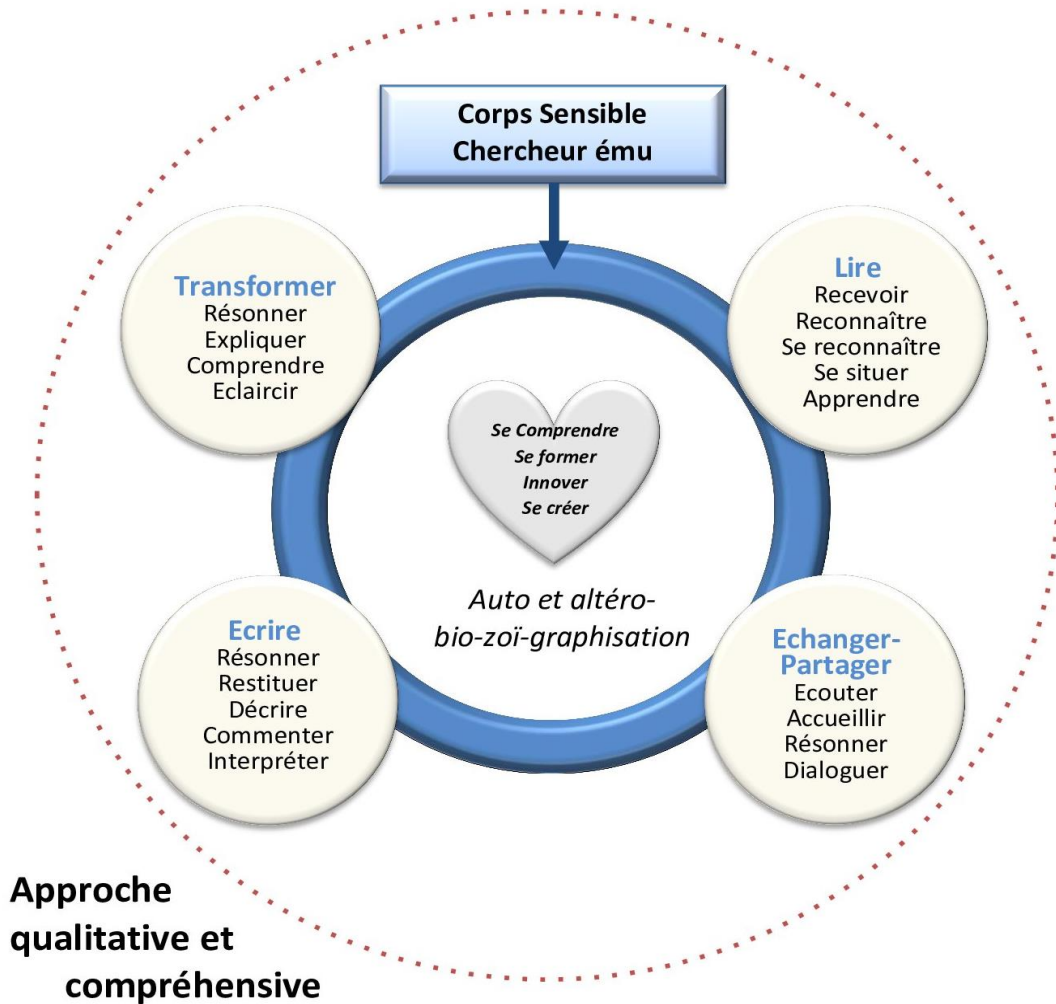 Corps Sensible
Chercheur ému
Transformer
Résonner
Expliquer
Comprendre
Eclaircir
Lire
Recevoir
Reconnaître
Se reconnaître
Se situer
Apprendre
Se Comprendre
Se former
Innover
Se créer
Auto et altéro-
bio-zoï-graphisation
Ecrire
Résonner
Restituer
Décrire
Commenter
Interpréter
Echanger-
Partager
Ecouter
Accueillir
Résonner
Dialoguer
Approche
qualitative et
compréhensive